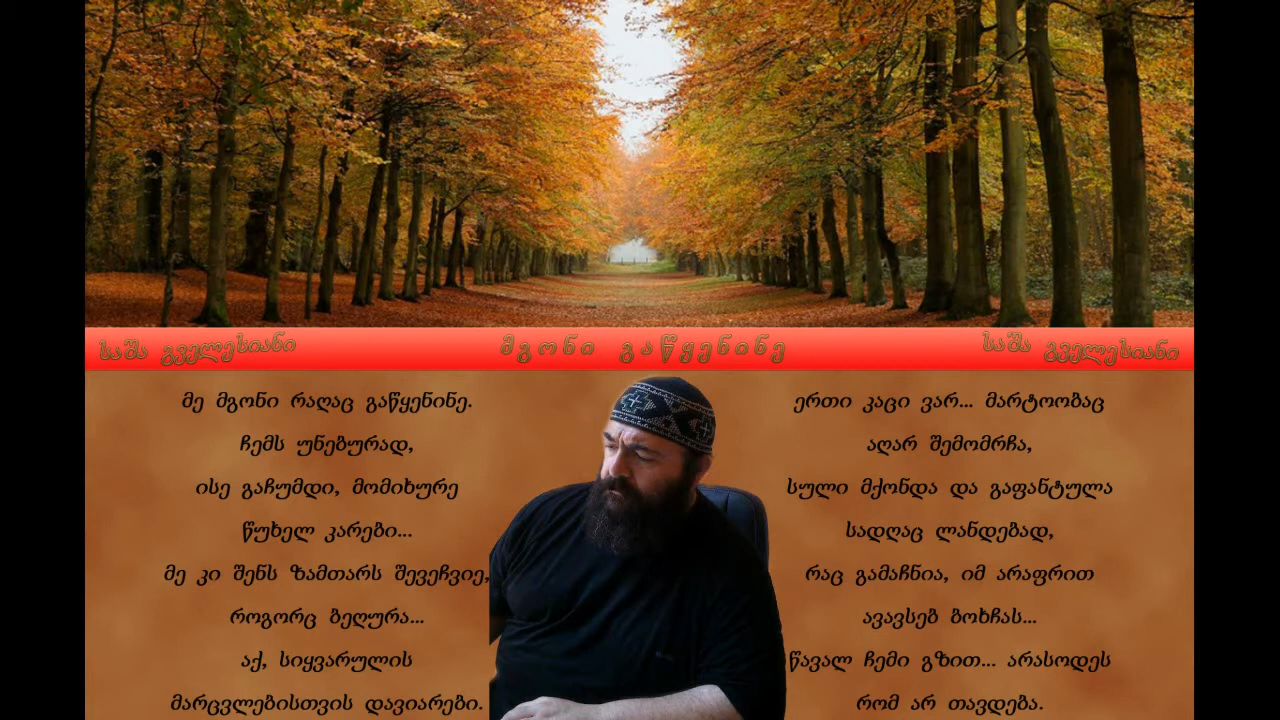 საშა გველესიანი
მგონი გაწყენინე
საშა გველესიანი
მე მგონი რაღაც გაწყენინე.
ჩემს უნებურად,
ისე გაჩუმდი, მომიხურე
წუხელ კარები...
მე კი შენს ზამთარს შევეჩვიე,
როგორც ბეღურა...
აქ, სიყვარულის
მარცვლებისთვის დავიარები.
ერთი კაცი ვარ... მარტოობაც
აღარ შემომრჩა,
სული მქონდა და გაფანტულა
სადღაც ლანდებად,
რაც გამაჩნია, იმ არაფრით
ავავსებ ბოხჩას...
წავალ ჩემი გზით... არასოდეს
რომ არ თავდება.